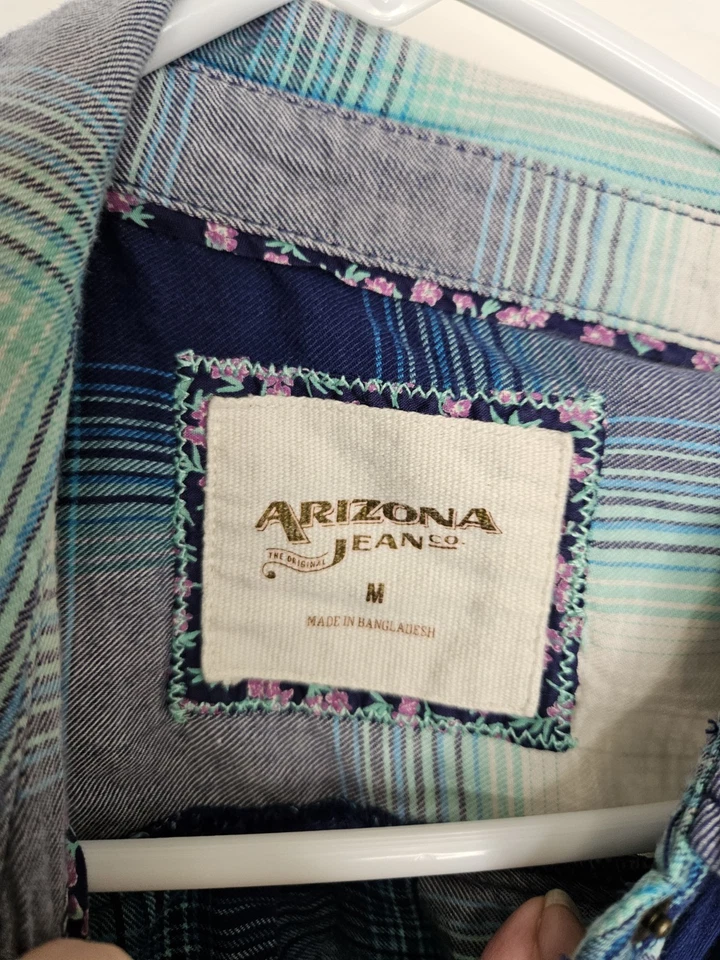 ARIZONA
JEAN CO.
THE ORIGINAL
M
MADE IN BANGLADESH